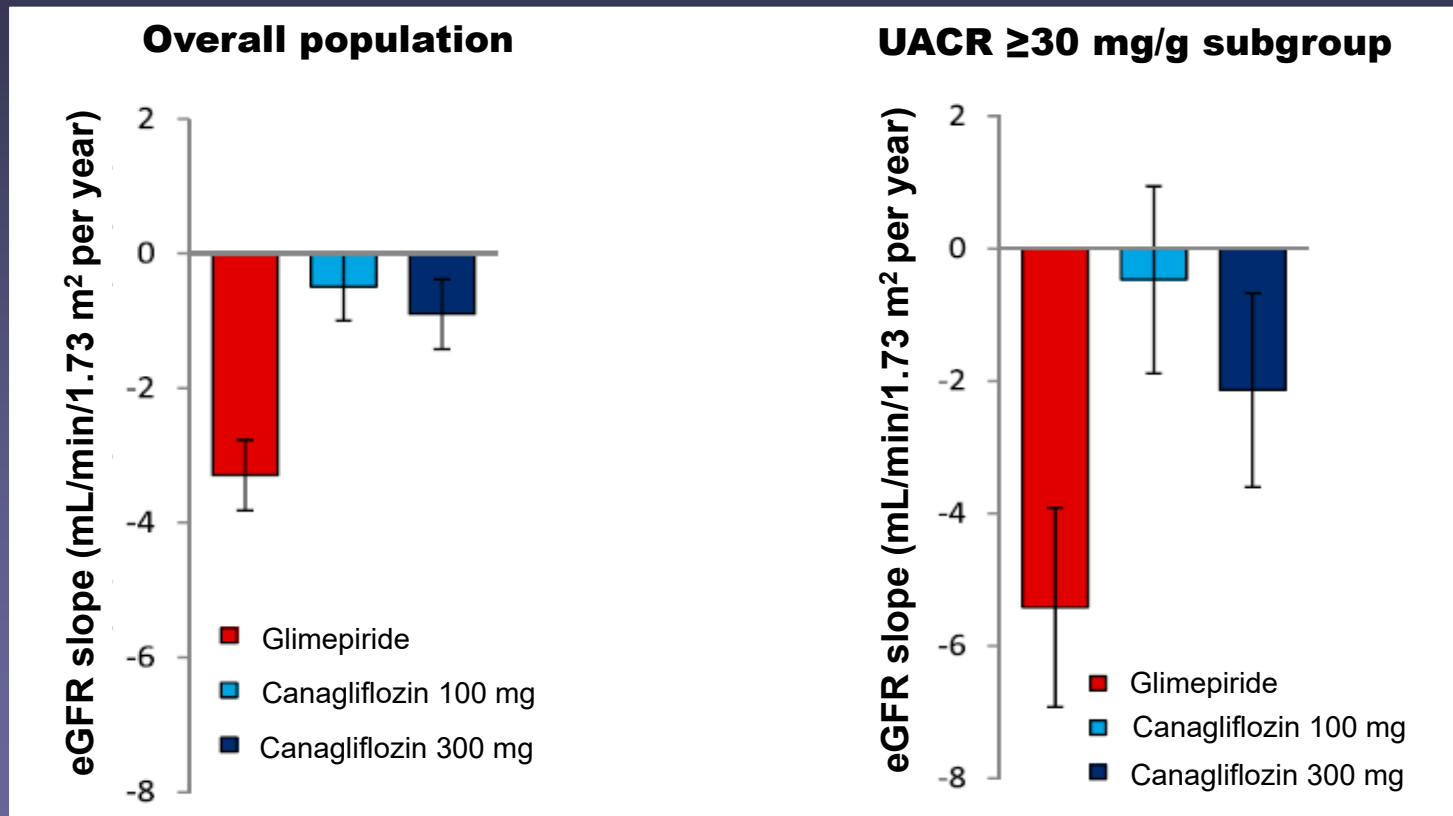 Overall population
eGFR slope (mL/min/1.73 m² per year)
2
0
-2
-4
-6
-8
Glimepiride
Canagliflozin 100 mg
Canagliflozin 300 mg
UACR ≥30 mg/g subgroup
eGFR slope (mL/min/1.73 m² per year)
2
0
-2
-4
-6
-8
Glimepiride
Canagliflozin 100 mg
Canagliflozin 300 mg